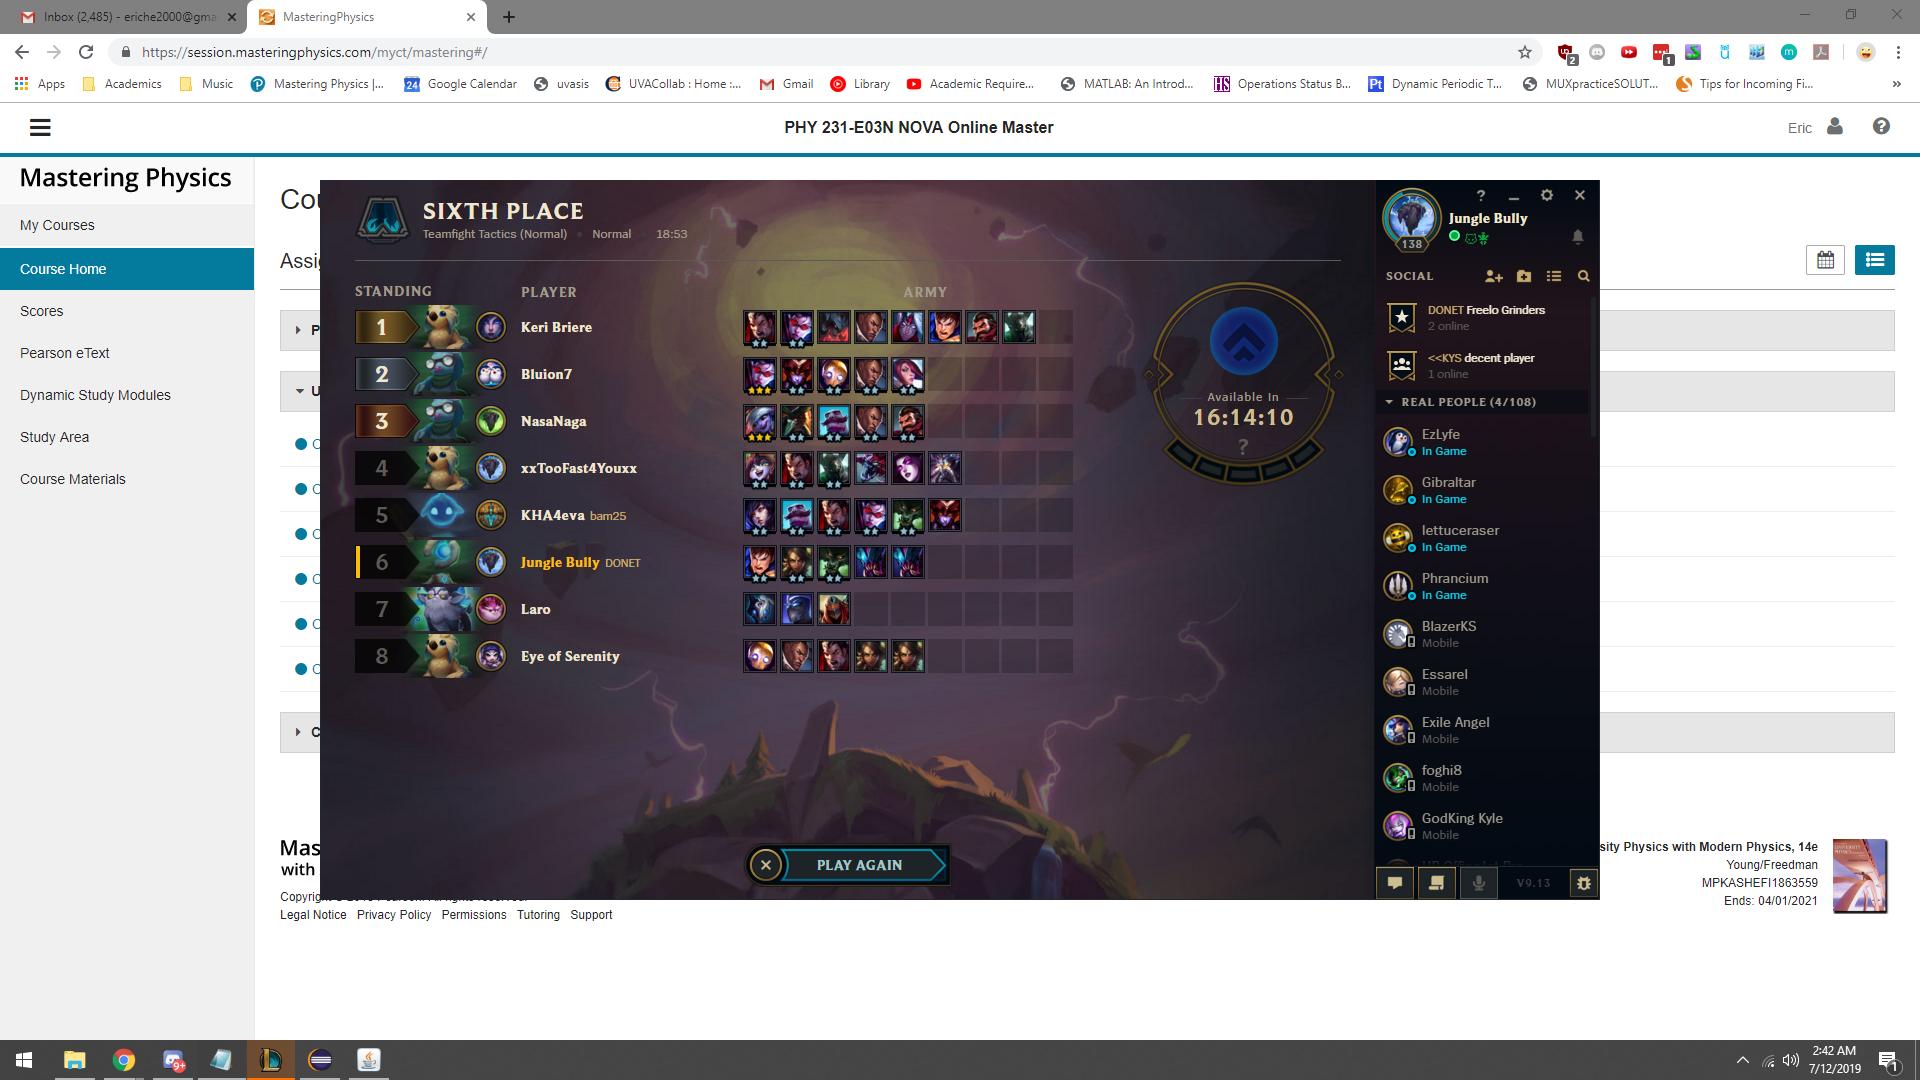 Inbox (2,485) - eriche2000@gma
MasteringPhysics
https://session.masteringphysics.com/myct/mastering#/
2
1
Apps
Academics
Music
Mastering Physics |...
24
Google Calendar
uvasis
UVACollab : Home :...
Gmail
Library
Academic Require...
MATLAB: An Introd...
HS
Operations Status B...
Pt
Dynamic Periodic T...
MUXpracticeSOLUT...
Tips for Incoming Fi...
»
PHY 231-E03N NOVA Online Master
Eric
?
Mastering Physics
My Courses
Course Home
Scores
Pearson eText
Dynamic Study Modules
Study Area
Course Materials
Cou
Assig
P
U
C
C
C
C
C
C
C
SIXTH PLACE
Teamfight Tactics (Normal) • Normal 18:53
STANDING PLAYER ARMY
1 Keri Briere
2 Bluion7
3 NasaNaga
4 xxTooFast4Youxx
5 KHA4eva bam25
6 Jungle Bully DONET
7 Laro
8 Eye of Serenity
Available In
16:14:10
?
PLAY AGAIN
?
Jungle Bully
138
SOCIAL
DONET Freelo Grinders
2 online
<<KYS decent player
1 online
REAL PEOPLE (4/108)
EzLyfe
In Game
Gibraltar
In Game
lettuceraser
In Game
Phrancium
In Game
BlazerKS
Mobile
Essarel
Mobile
Exile Angel
Mobile
foghi8
Mobile
GodKing Kyle
Mobile
V9.13
Mas
with
Legal Notice Privacy Policy Permissions Tutoring Support
sity Physics with Modern Physics, 14e
Young/Freedman
MPKASHEFI1863559
Ends: 04/01/2021
9+
2:42 AM
7/12/2019
1